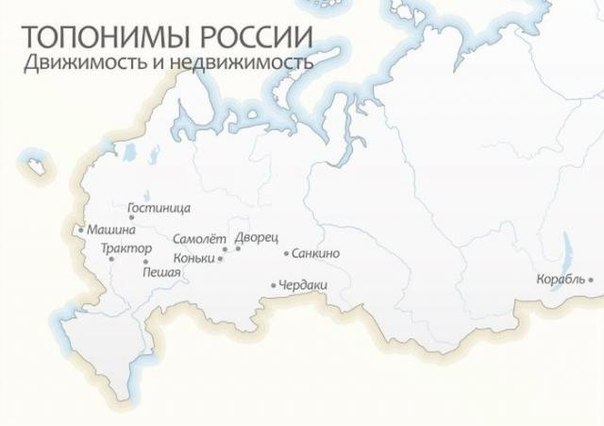 ТОПОНИМЫ РОССИИ
Движимость и недвижимость
Гостиница
Машина
Самолёт
Дворец
Трактор
Коньки
Санкино
Пешая
Чердаки
Корабль